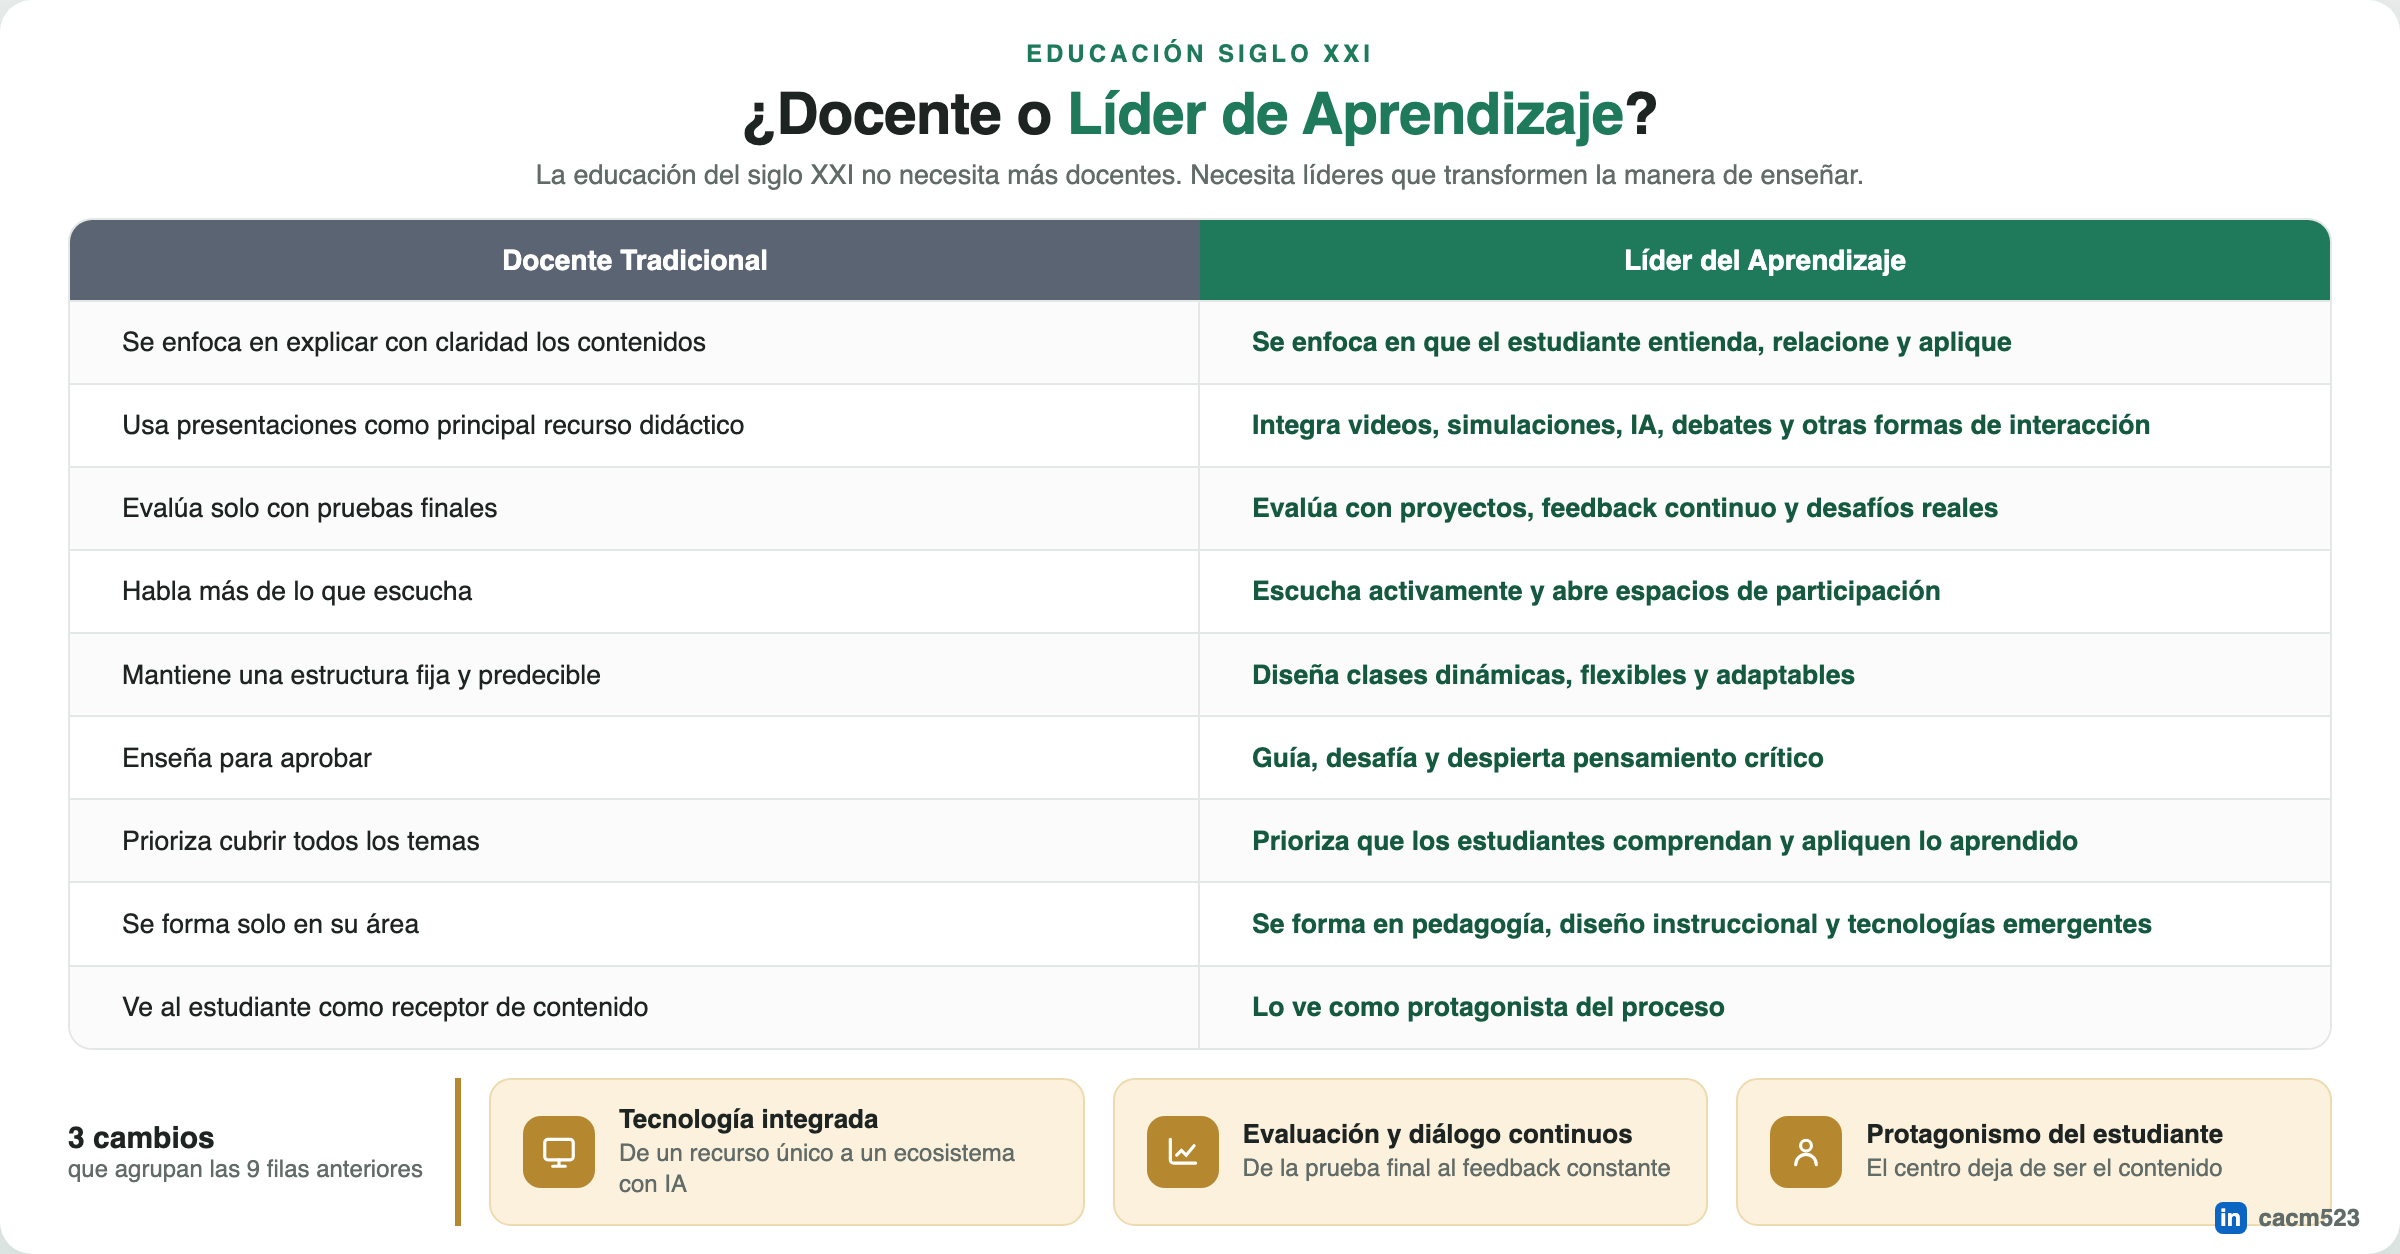 EDUCACIÓN SIGLO XXI
¿Docente o Líder de Aprendizaje?
La educación del siglo XXI no necesita más docentes. Necesita líderes que transformen la manera de enseñar.
Docente Tradicional
Líder del Aprendizaje
Se enfoca en explicar con claridad los contenidos
Se enfoca en que el estudiante entienda, relacione y aplique
Usa presentaciones como principal recurso didáctico
Integra videos, simulaciones, IA, debates y otras formas de interacción
Evalúa solo con pruebas finales
Evalúa con proyectos, feedback continuo y desafíos reales
Habla más de lo que escucha
Escucha activamente y abre espacios de participación
Mantiene una estructura fija y predecible
Diseña clases dinámicas, flexibles y adaptables
Enseña para aprobar
Guía, desafía y despierta pensamiento crítico
Prioriza cubrir todos los temas
Prioriza que los estudiantes comprendan y apliquen lo aprendido
Se forma solo en su área
Se forma en pedagogía, diseño instruccional y tecnologías emergentes
Ve al estudiante como receptor de contenido
Lo ve como protagonista del proceso
3 cambios
que agrupan las 9 filas anteriores
Tecnología integrada
De un recurso único a un ecosistema
con IA
Evaluación y diálogo continuos
De la prueba final al feedback constante
Protagonismo del estudiante
El centro deja de ser el contenido
in cacm523